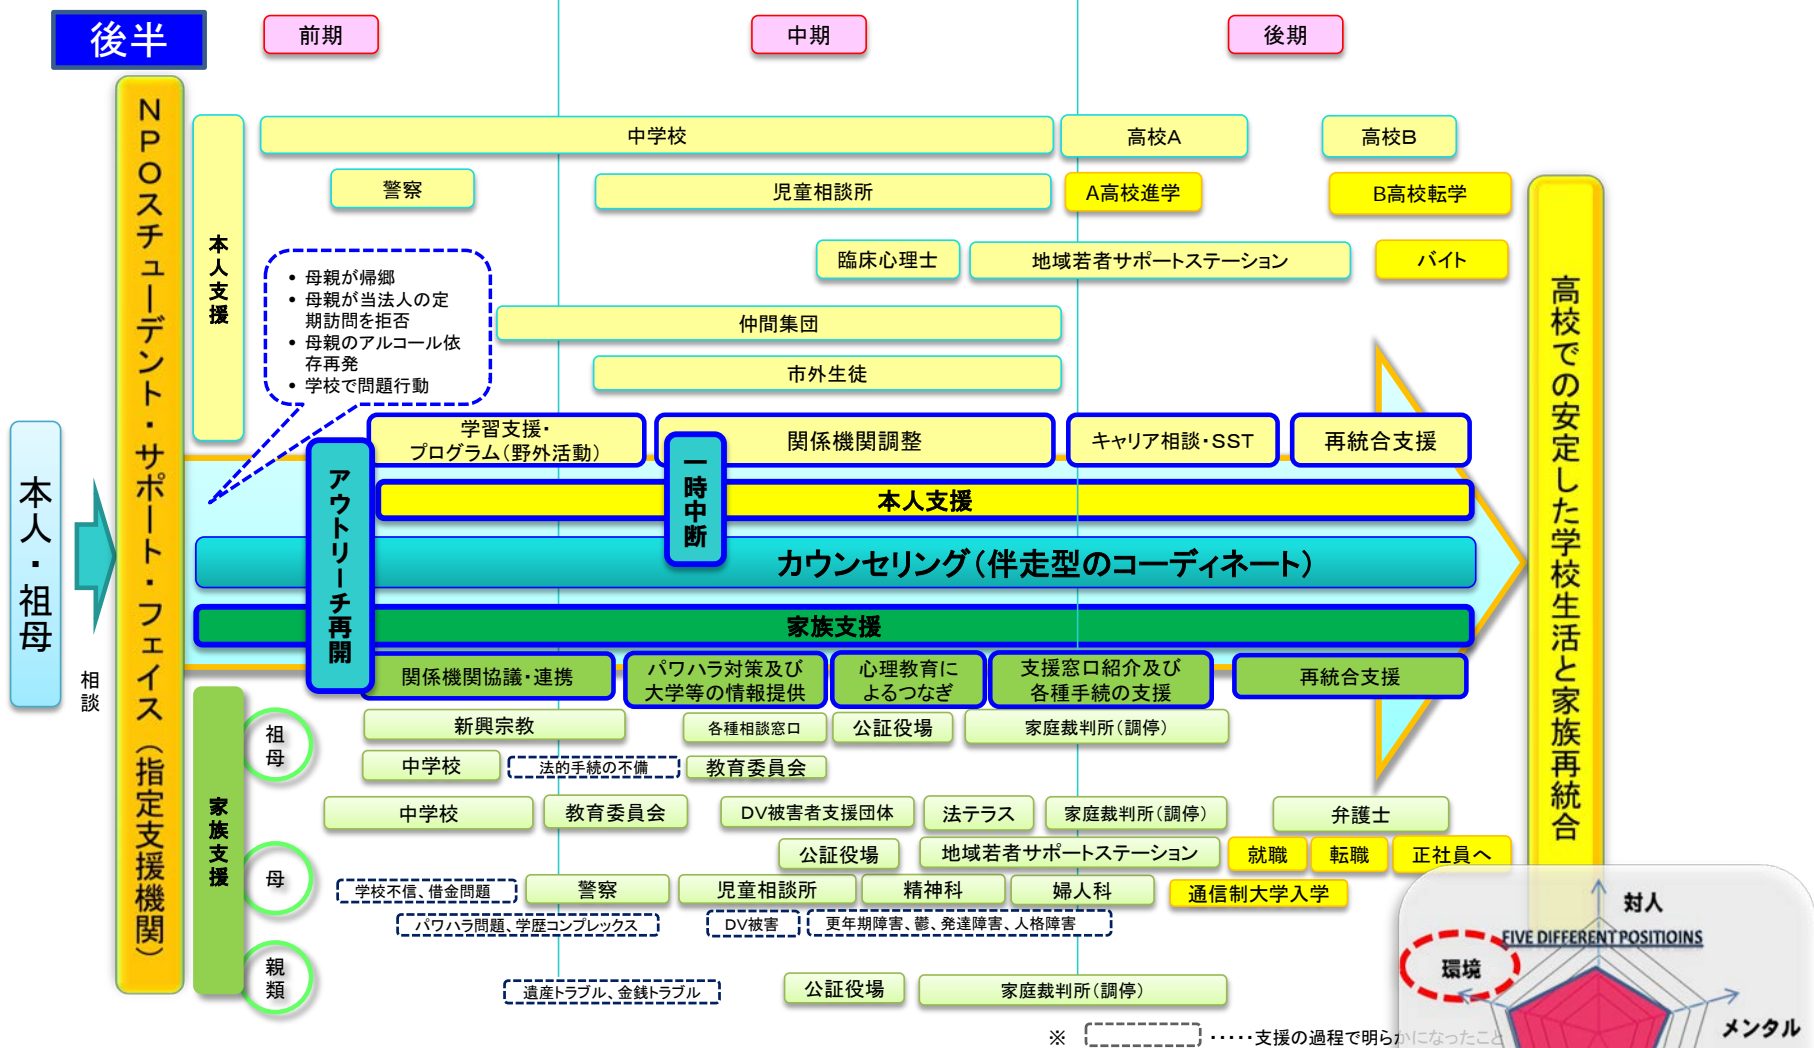 後半
前期
中期
後期
NPOスチューデント・サポート・フェイス（指定支援機関）
本人・祖母
相談
本人支援
中学校
高校A
高校B
警察
児童相談所
A高校進学
B高校転学
臨床心理士
地域若者サポートステーション
バイト
• 母親が帰郷
• 母親が当法人の定
期訪問を拒否
• 母親のアルコール依
存再発
• 学校で問題行動
仲間集団
市外生徒
学習支援・
プログラム（野外活動）
関係機関調整
キャリア相談・SST
再統合支援
アウトリーチ再開
一時中断
本人支援
カウンセリング（伴走型のコーディネート）
家族支援
関係機関協議・連携
パワハラ対策及び
大学等の情報提供
心理教育に
よるつなぎ
支援窓口紹介及び
各種手続の支援
再統合支援
高校での安定した学校生活と家族再統合
家族支援
祖母
新興宗教
各種相談窓口
公証役場
家庭裁判所（調停）
中学校
法的手続の不備
教育委員会
母
中学校
教育委員会
DV被害者支援団体
法テラス
家庭裁判所（調停）
弁護士
公証役場
地域若者サポートステーション
就職
転職
正社員へ
学校不信、借金問題
警察
児童相談所
精神科
婦人科
通信制大学入学
パワハラ問題、学歴コンプレックス
DV被害
更年期障害、鬱、発達障害、人格障害
親類
遺産トラブル、金銭トラブル
公証役場
家庭裁判所（調停）
※ ・・・・・支援の過程で明らかになったこと
対人
FIVE DIFFERENT POSITIOINS
環境
メンタル